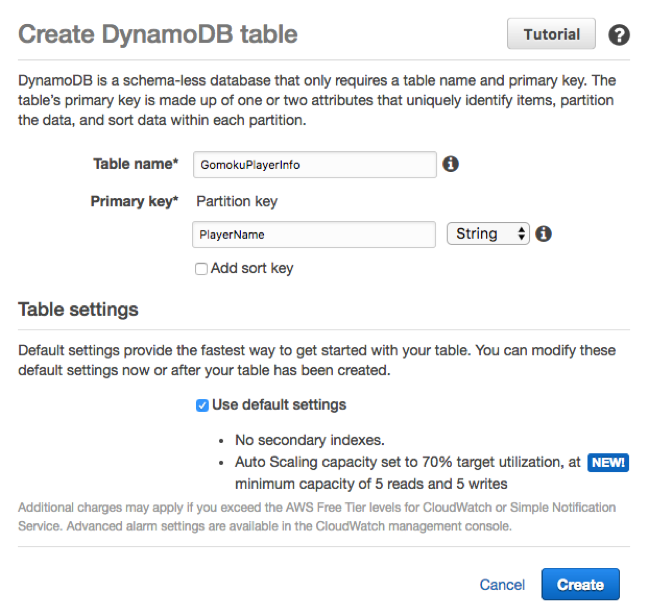 Create DynamoDB table
Tutorial
?
DynamoDB is a schema-less database that only requires a table name and primary key. The
table's primary key is made up of one or two attributes that uniquely identify items, partition
the data, and sort data within each partition.
Table name*
GomokuPlayerInfo
Primary key*
Partition key
PlayerName
String
Add sort key
Table settings
Default settings provide the fastest way to get started with your table. You can modify these
default settings now or after your table has been created.
Use default settings
• No secondary indexes.
• Auto Scaling capacity set to 70% target utilization, at NEW!
minimum capacity of 5 reads and 5 writes
Additional charges may apply if you exceed the AWS Free Tier levels for CloudWatch or Simple Notification
Service. Advanced alarm settings are available in the CloudWatch management console.
Cancel
Create